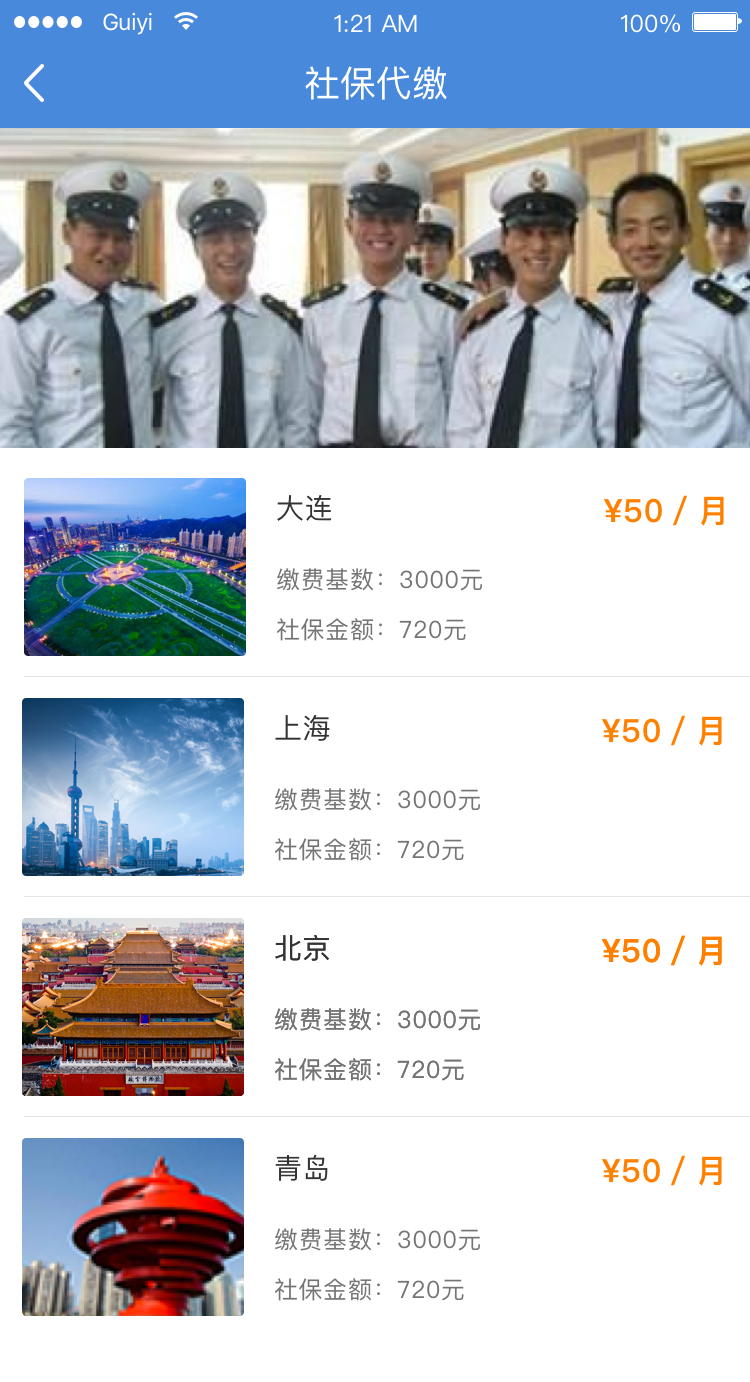 Guiyi 1:21 AM 100%
社保代缴
大连 ¥50 / 月
缴费基数：3000元
社保金额：720元
上海 ¥50 / 月
缴费基数：3000元
社保金额：720元
北京 ¥50 / 月
缴费基数：3000元
社保金额：720元
青岛 ¥50 / 月
缴费基数：3000元
社保金额：720元